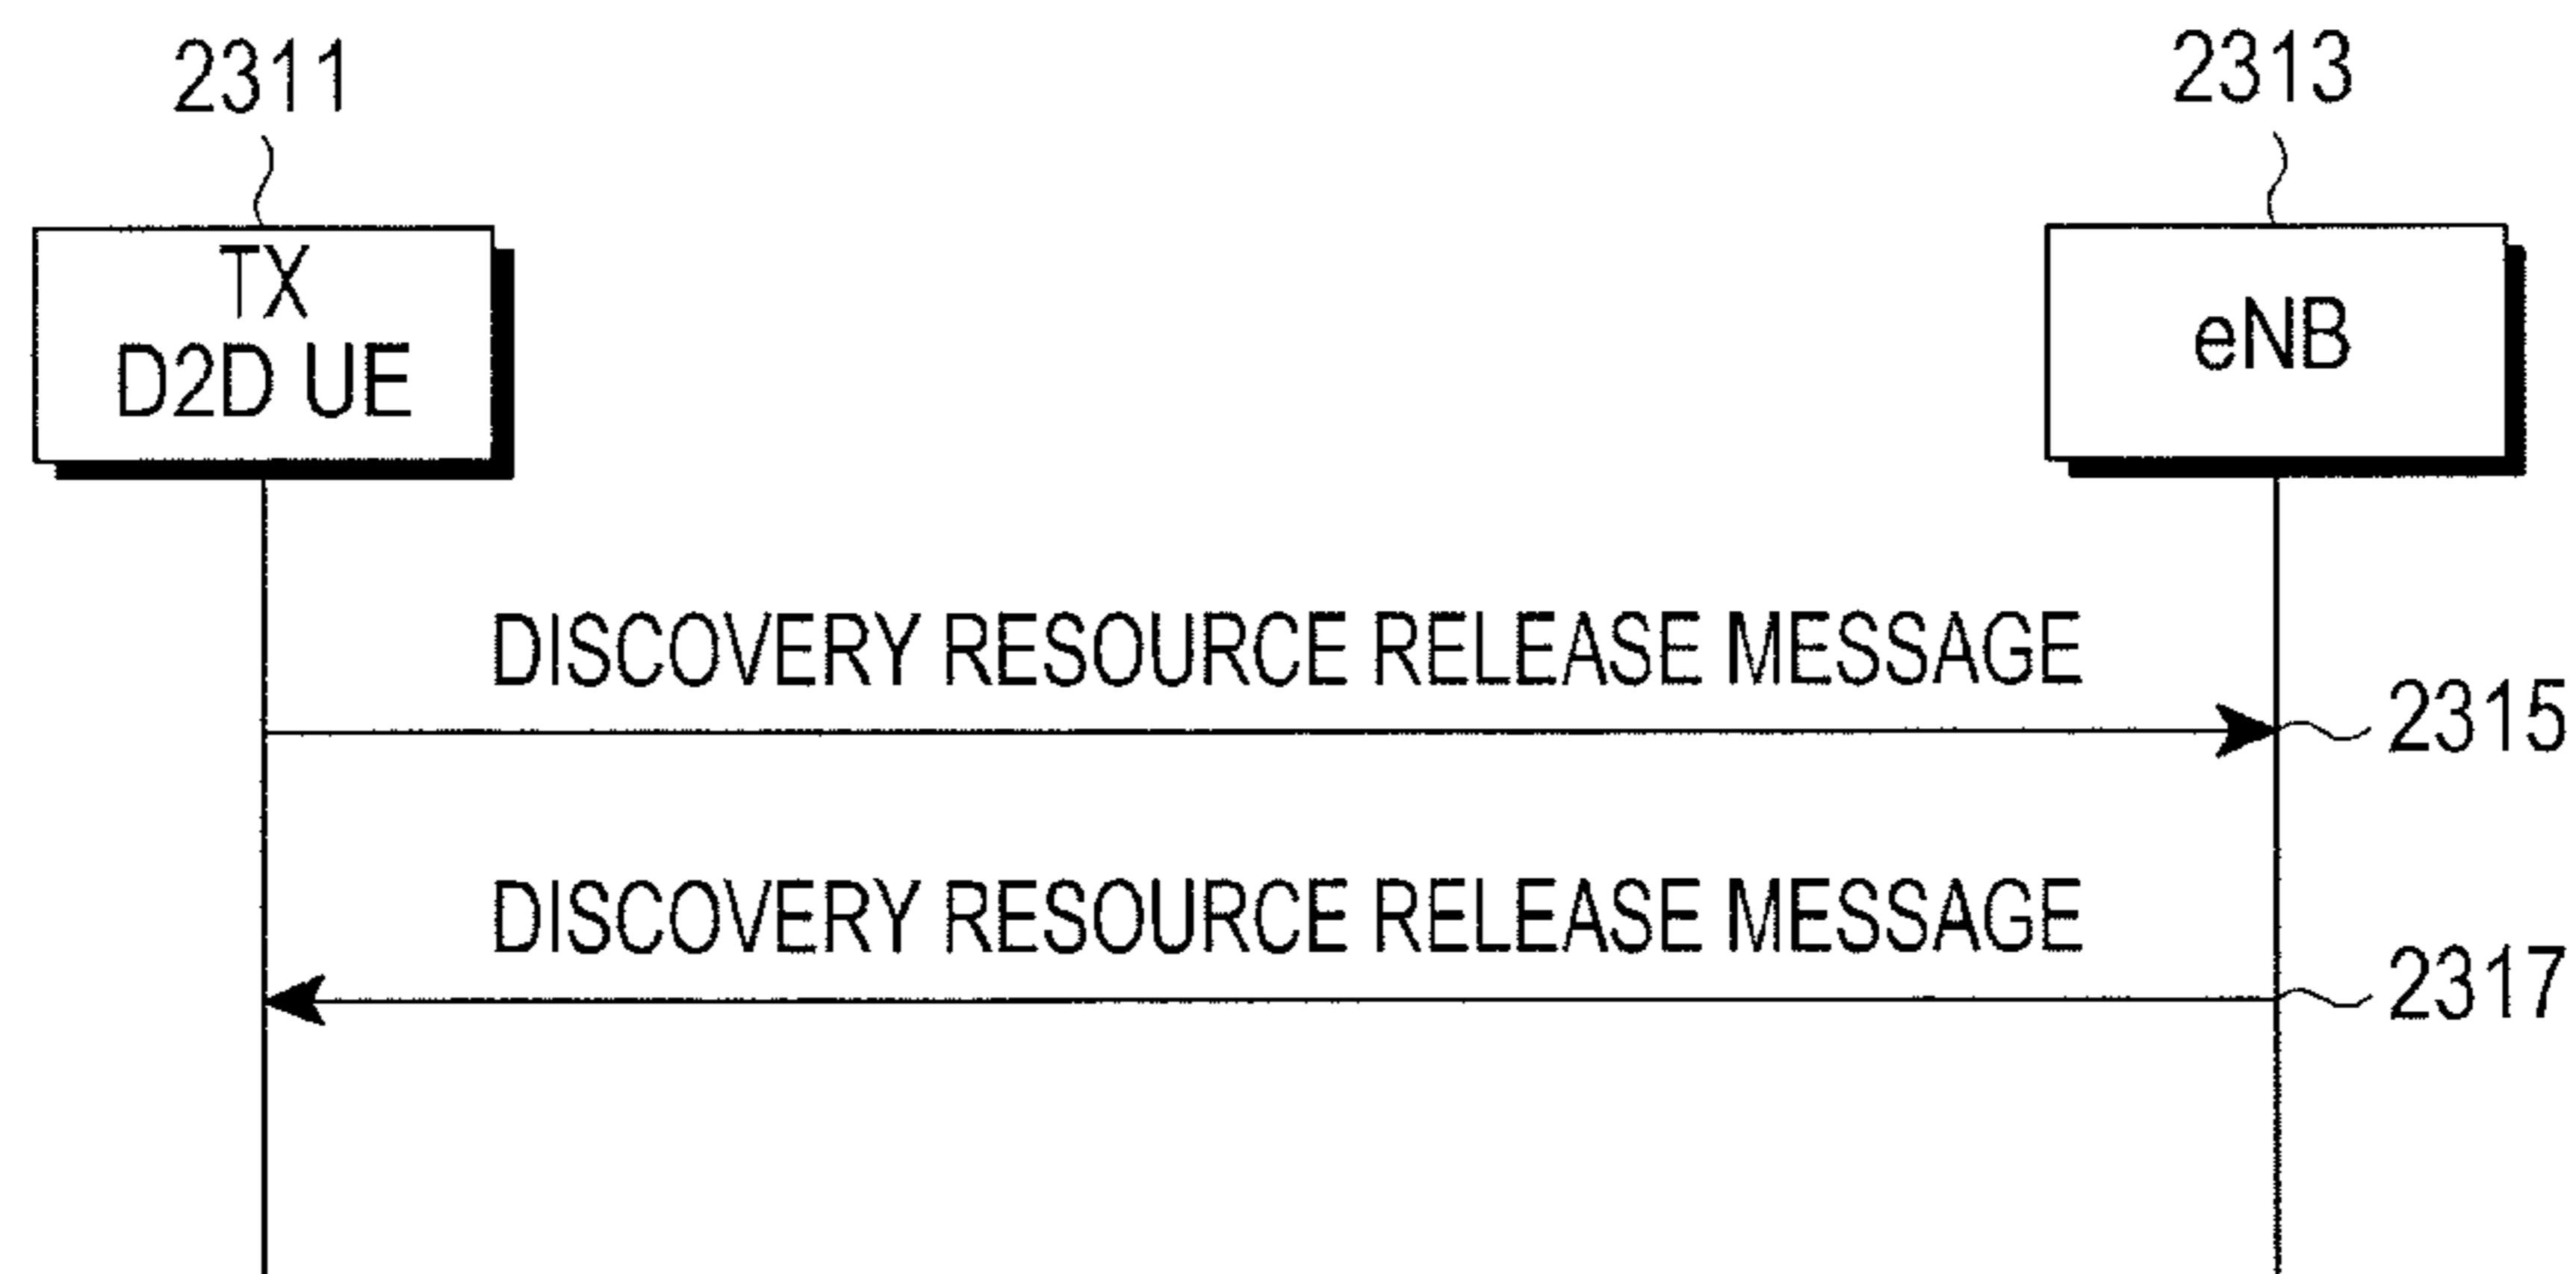 2311
2313
TX
D2D UE
eNB
DISCOVERY RESOURCE RELEASE MESSAGE
2315
DISCOVERY RESOURCE RELEASE MESSAGE
2317